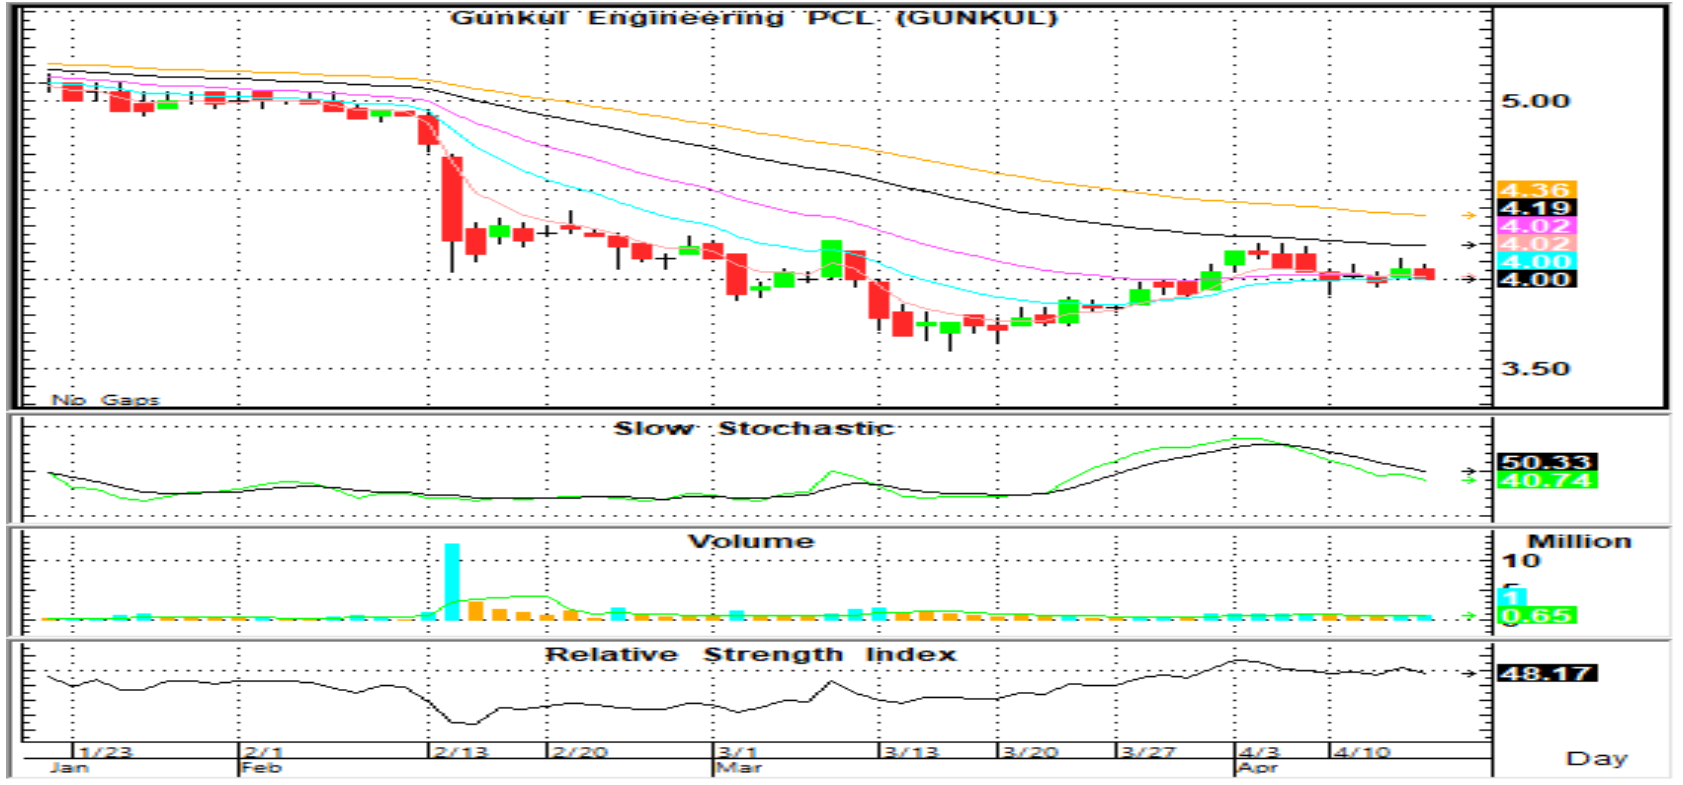 Gunkul Engineering PCL (GUNKUL)
5.00
4.36
4.19
4.02
4.02
4.00
4.00
3.50
No Gaps
Slow Stochastic
50.33
40.74
Volume
Million
10
5
1
0.65
Relative Strength Index
48.17
1/23 2/1 2/13 2/20 3/1 3/13 3/20 3/27 4/3 4/10
Jan Feb Mar Apr
Day